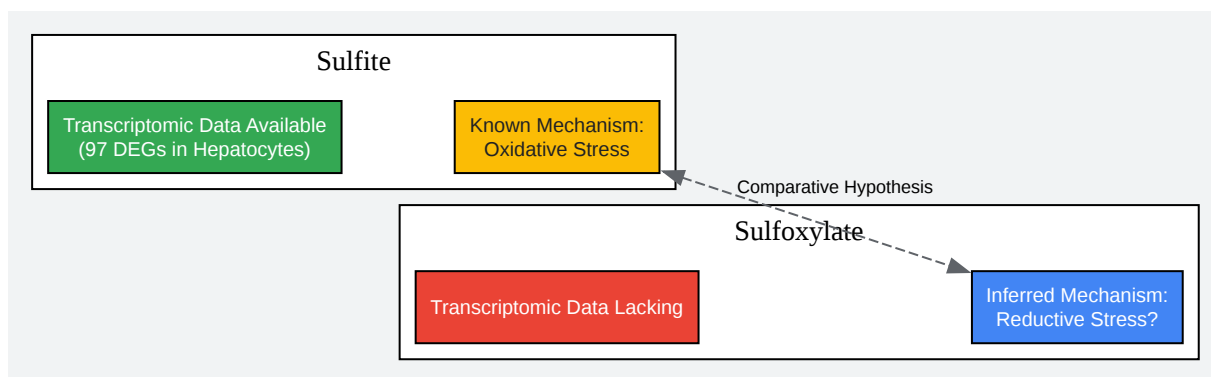 Sulfite
Transcriptomic Data Available
(97 DEGs in Hepatocytes)
Known Mechanism:
Oxidative Stress
Comparative Hypothesis
Sulfoxylate
Transcriptomic Data Lacking
Inferred Mechanism:
Reductive Stress?